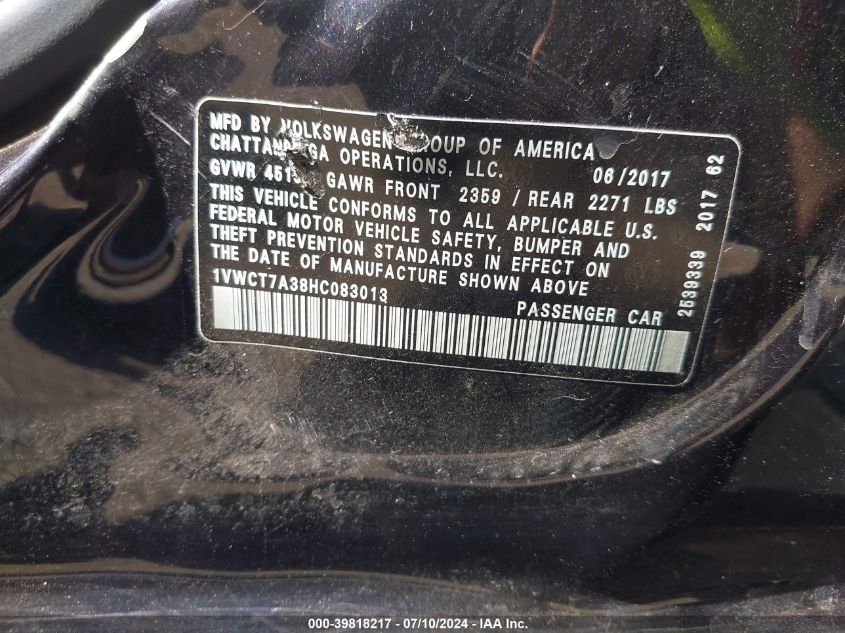 MFD BY VOLKSWAGEN GROUP OF AMERICA
CHATTANOOGA OPERATIONS, LLC. 06/2017
GVWR GAWR FRONT 2359 / REAR 2271 LBS
THIS VEHICLE CONFORMS TO ALL APPLICABLE U.S.
FEDERAL MOTOR VEHICLE SAFETY, BUMPER AND
THEFT PREVENTION STANDARDS IN EFFECT ON
THE DATE OF MANUFACTURE SHOWN ABOVE
1VWCT7A38HC083013 PASSENGER CAR
2539339 2017 62
000-39818217 - 07/10/2024 - IAA Inc.